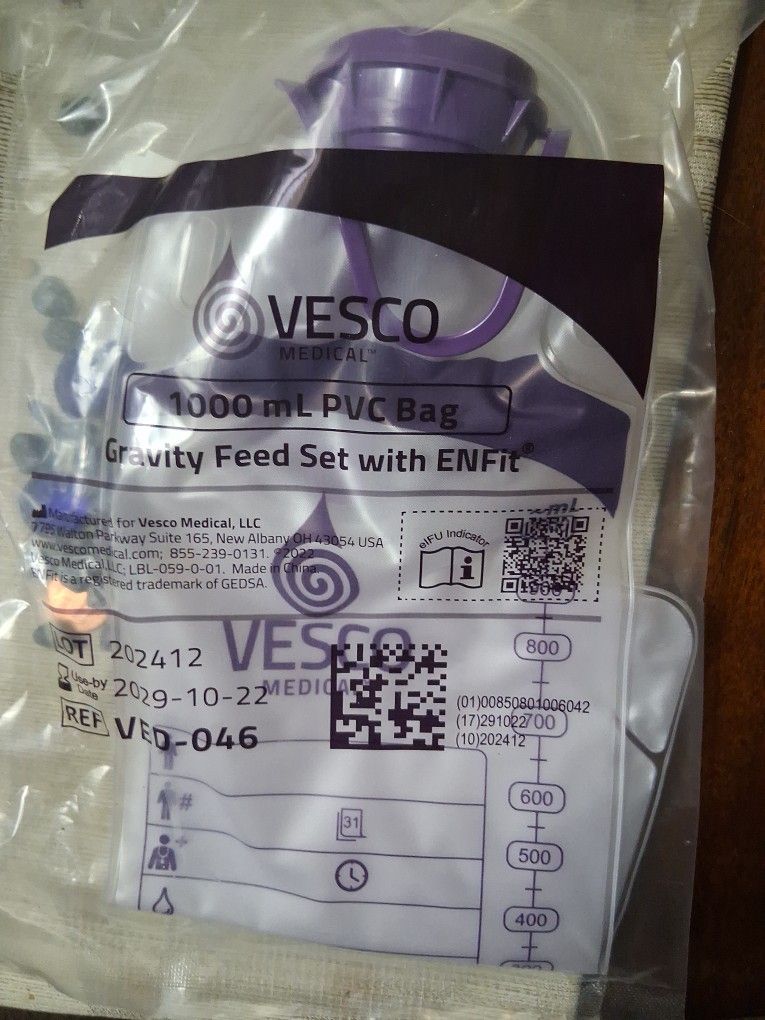 VESCO
MEDICAL™
1000 mL PVC Bag
Gravity Feed Set with ENFit®
Manufactured for Vesco Medical, LLC
7795 Walton Parkway Suite 165, New Albany OH 43054 USA
www.vescomedical.com; 855-239-0131. ©2022
Vesco Medical, LLC; LBL-059-0-01. Made in China.
ENFit is a registered trademark of GEDSA.
eIFU Indicator
mL
LOT 202412
Use-by Date 2029-10-22
REF VED-046
VESCO
MEDICAL
(01)00850801006042
(17)291022
(10)202412
800
700
600
500
400
#
31
+